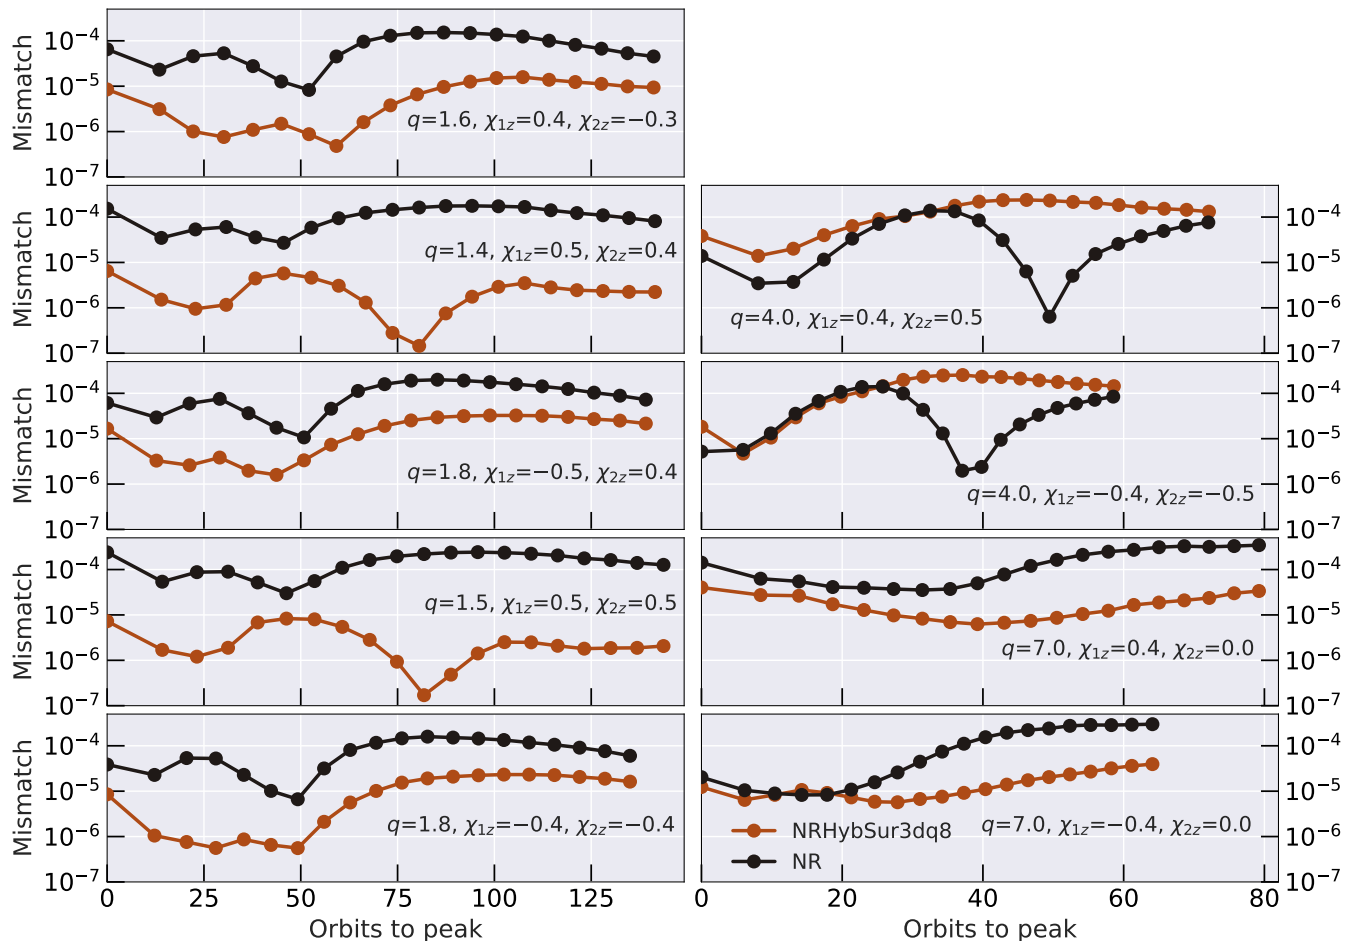 Mismatch
10⁻⁴
10⁻⁵
10⁻⁶
10⁻⁷
q=1.6, χ₁z=0.4, χ₂z=−0.3
Mismatch
10⁻⁴
10⁻⁵
10⁻⁶
10⁻⁷
q=1.4, χ₁z=0.5, χ₂z=0.4
q=4.0, χ₁z=0.4, χ₂z=0.5
10⁻⁴
10⁻⁵
10⁻⁶
10⁻⁷
Mismatch
10⁻⁴
10⁻⁵
10⁻⁶
10⁻⁷
q=1.8, χ₁z=−0.5, χ₂z=0.4
q=4.0, χ₁z=−0.4, χ₂z=−0.5
10⁻⁴
10⁻⁵
10⁻⁶
10⁻⁷
Mismatch
10⁻⁴
10⁻⁵
10⁻⁶
10⁻⁷
q=1.5, χ₁z=0.5, χ₂z=0.5
q=7.0, χ₁z=0.4, χ₂z=0.0
10⁻⁴
10⁻⁵
10⁻⁶
10⁻⁷
Mismatch
10⁻⁴
10⁻⁵
10⁻⁶
10⁻⁷
q=1.8, χ₁z=−0.4, χ₂z=−0.4
NRHybSur3dq8
NR
q=7.0, χ₁z=−0.4, χ₂z=0.0
10⁻⁴
10⁻⁵
10⁻⁶
10⁻⁷
0 25 50 75 100 125
Orbits to peak
0 20 40 60 80
Orbits to peak